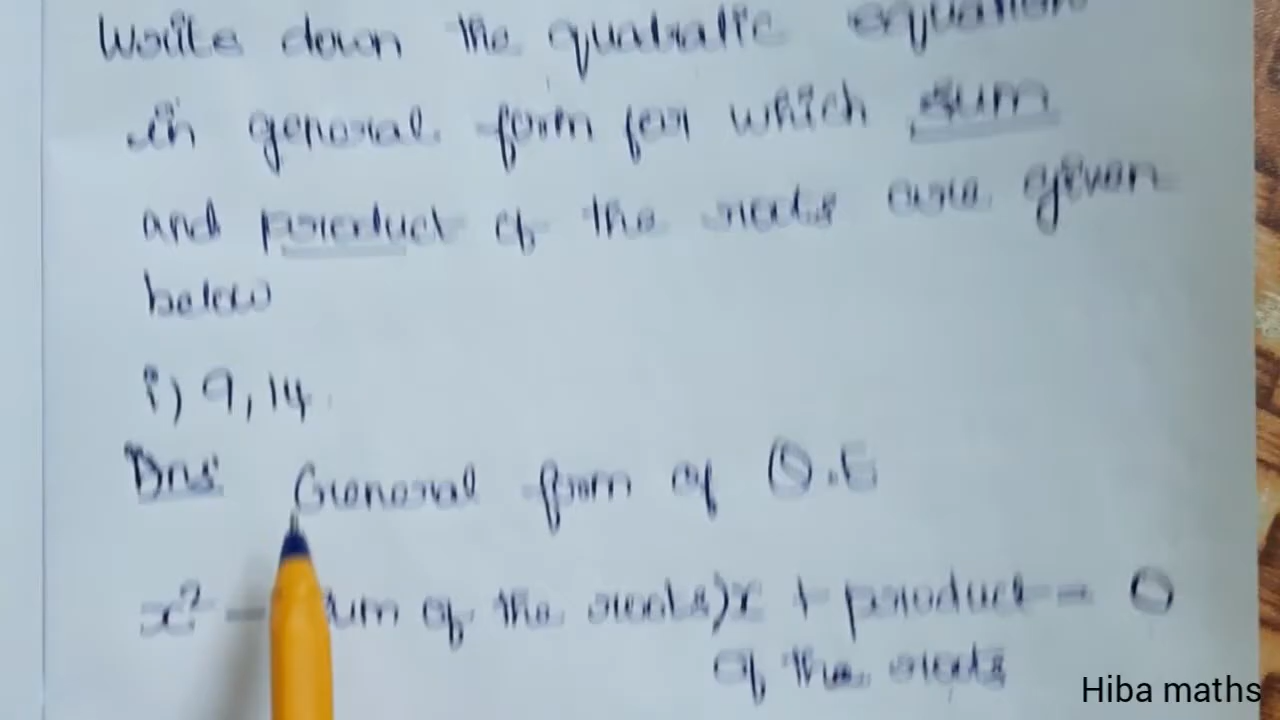 Write down the quadratic equation
in general form for which sum
and product of the roots are given
below
i) 9, 14
Ans General form of Q.E
x² - um of the roots)x + product = 0
of the roots
Hiba maths